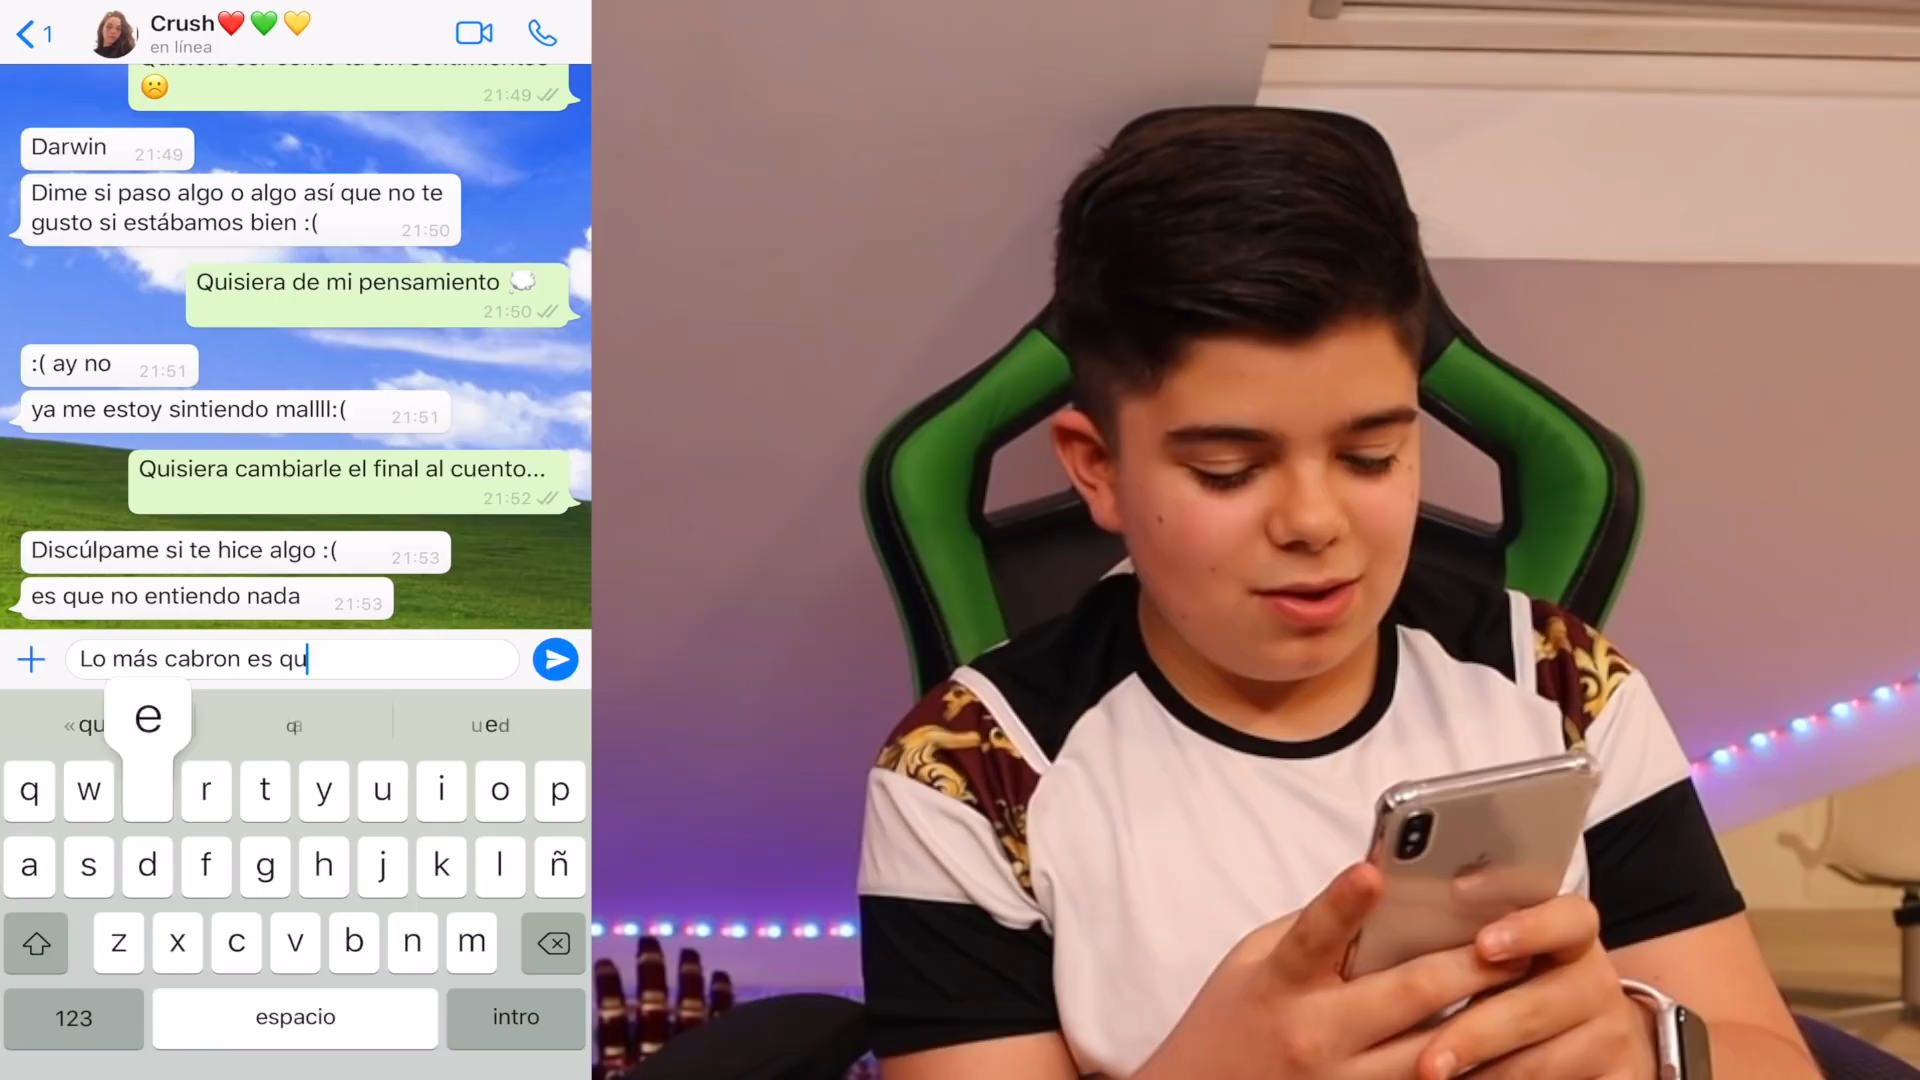 1
Crush❤️💚💛
en línea
☹️
21:49
Darwin
21:49
Dime si paso algo o algo así que no te
gusto si estábamos bien :(
21:50
Quisiera de mi pensamiento 💭
21:50
:( ay no
21:51
ya me estoy sintiendo mallll:(
21:51
Quisiera cambiarle el final al cuento...
21:52
Discúlpame si te hice algo :(
21:53
es que no entiendo nada
21:53
Lo más cabron es qu
e
q w r t y u i o p
a s d f g h j k l ñ
z x c v b n m
123 espacio intro